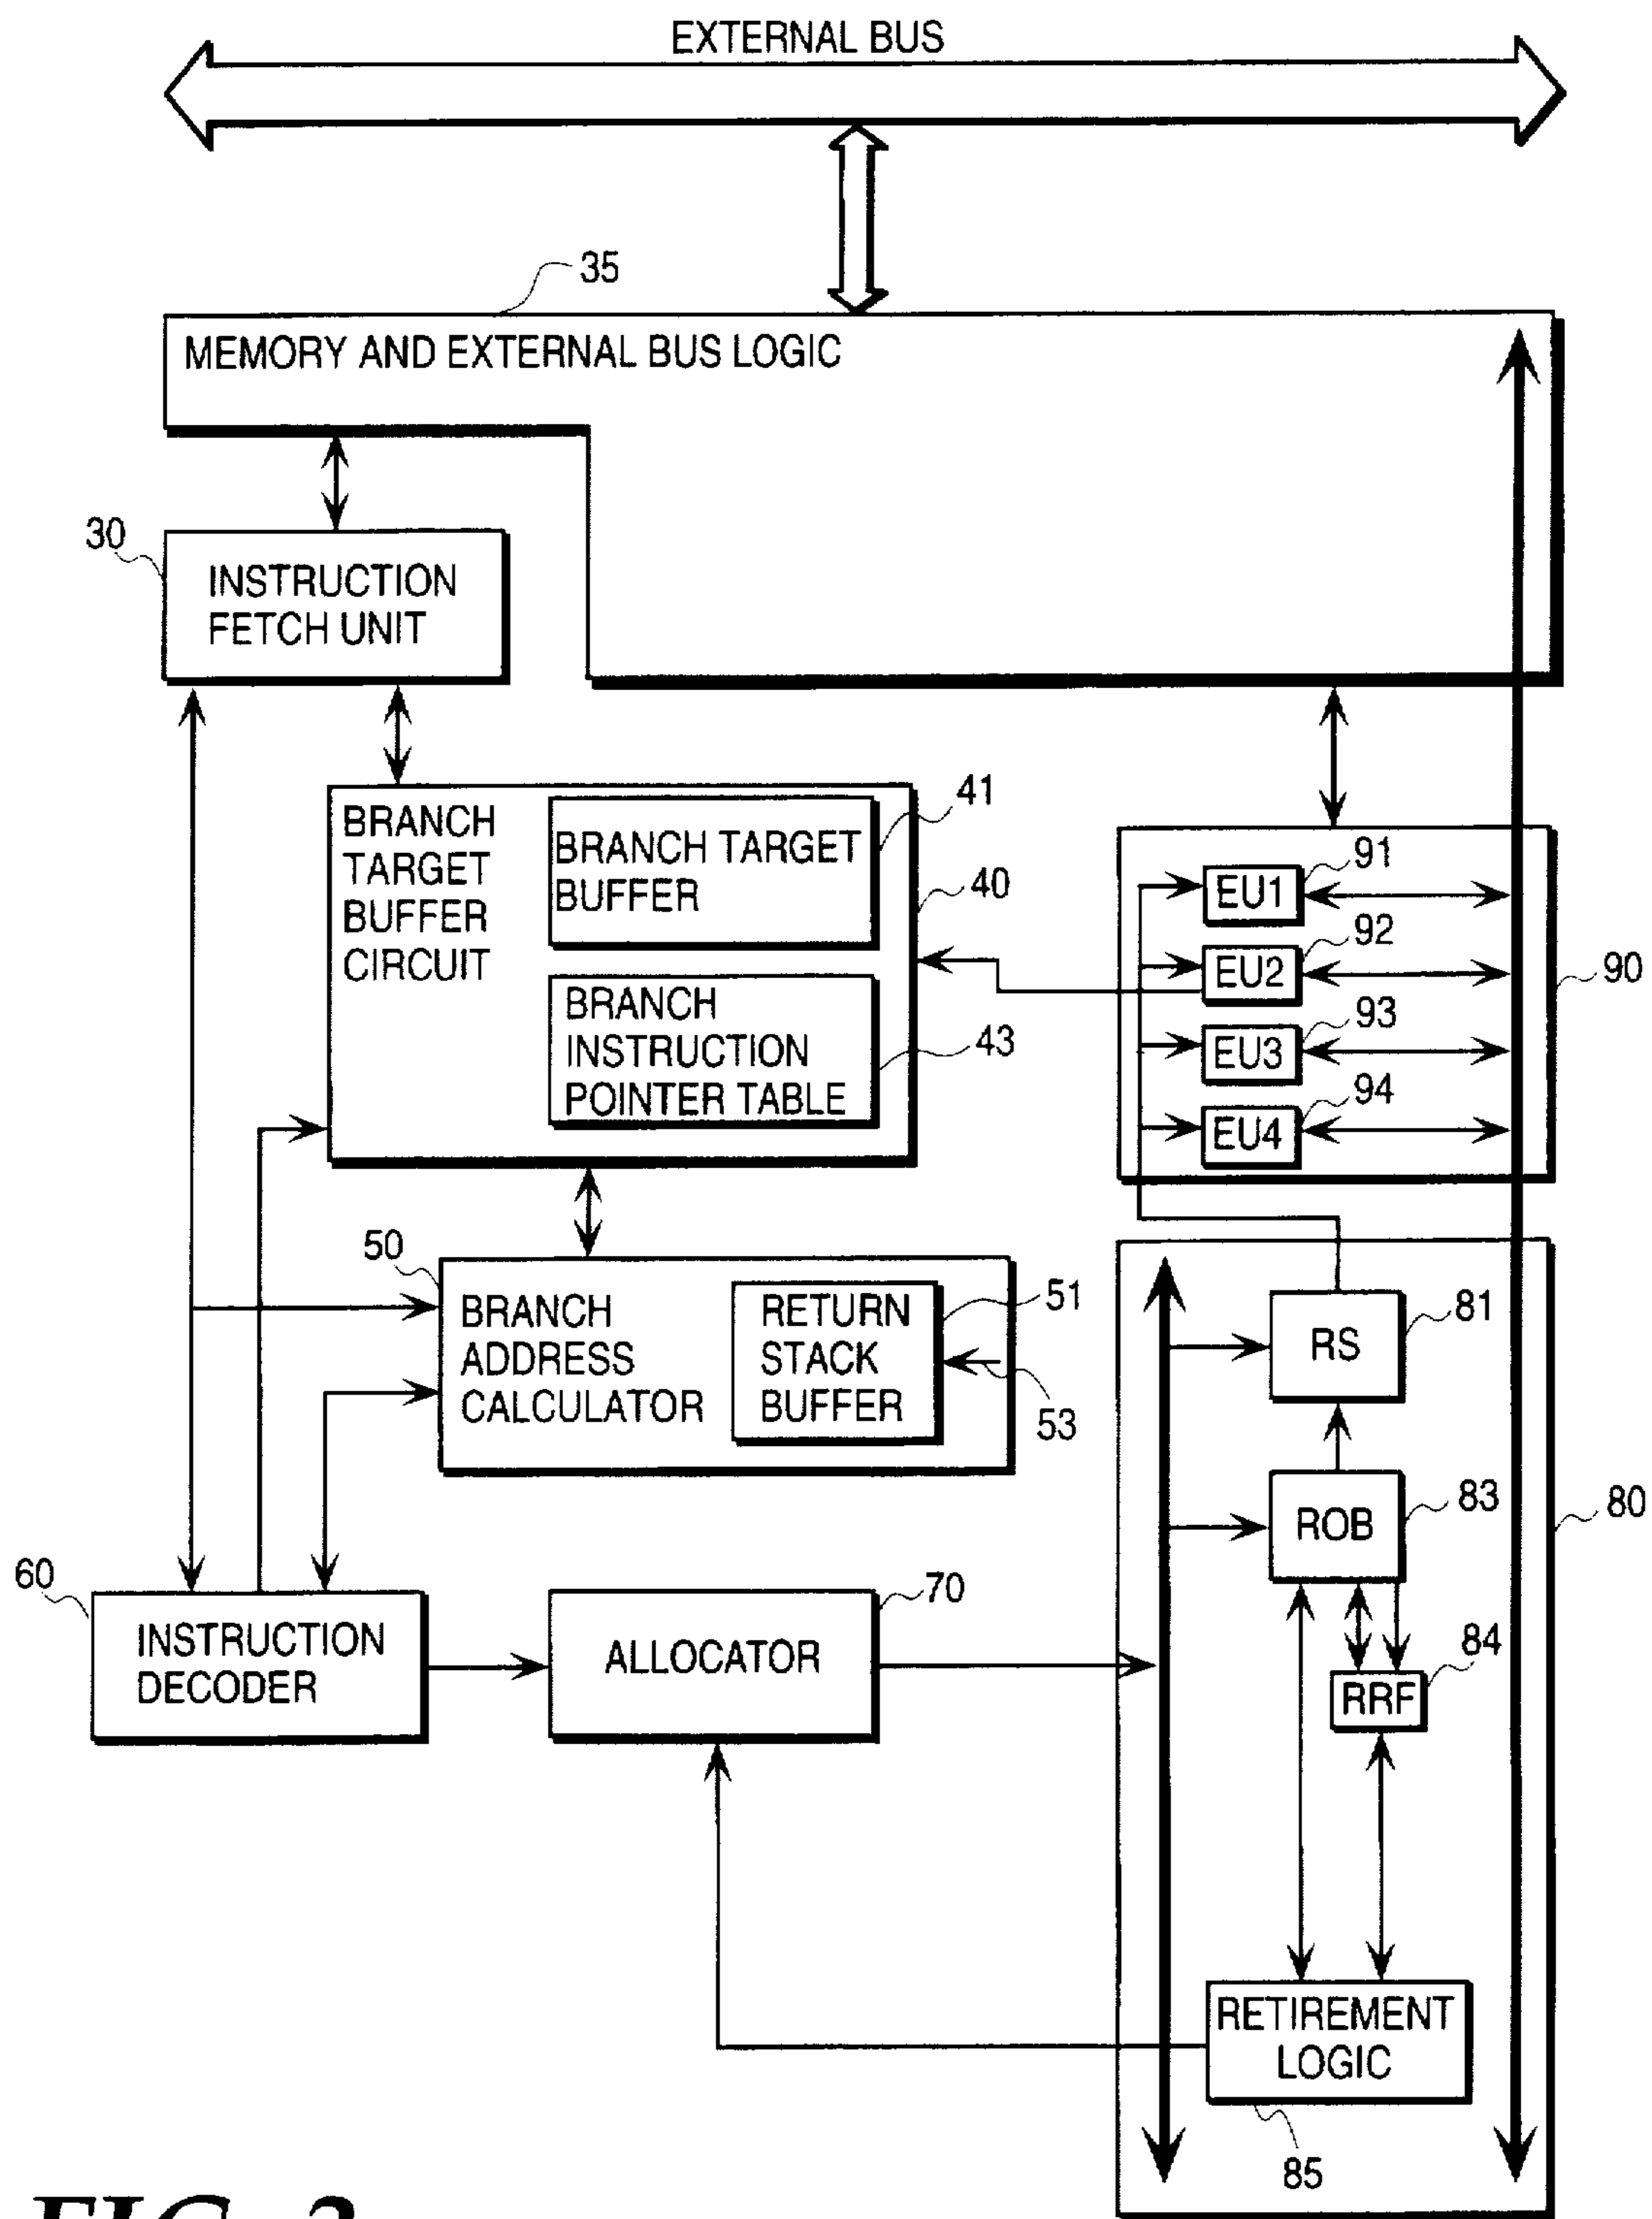 EXTERNAL BUS
35
MEMORY AND EXTERNAL BUS LOGIC
30
INSTRUCTION
FETCH UNIT
BRANCH
TARGET
BUFFER
CIRCUIT
BRANCH TARGET
BUFFER
41
40
BRANCH
INSTRUCTION
POINTER TABLE
43
EU1
91
EU2
92
EU3
93
EU4
94
90
50
BRANCH
ADDRESS
CALCULATOR
RETURN
STACK
BUFFER
51
53
RS
81
ROB
83
80
RRF
84
60
INSTRUCTION
DECODER
ALLOCATOR
70
RETIREMENT
LOGIC
85
FIG. 3